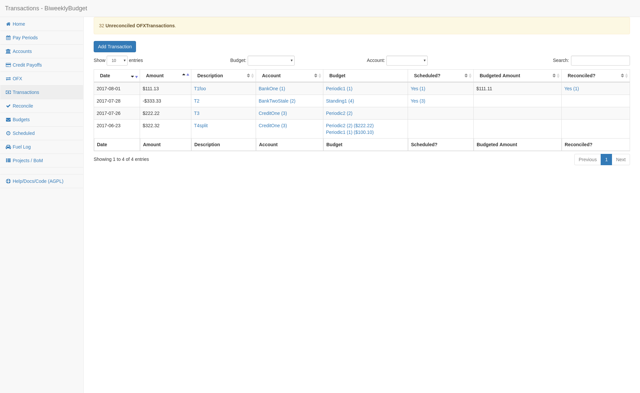 Transactions - BiweeklyBudget
Home
Pay Periods
Accounts
Credit Payoffs
OFX
Transactions
Reconcile
Budgets
Scheduled
Fuel Log
Projects / BoM
Help/Docs/Code (AGPL)
Unreconciled OFXTransactions.
Add Transaction
Show 10 entries Budget: Account: Search:
Date Amount Description Account Budget Scheduled? Budgeted Amount Reconciled?
2017-08-01 $111.13 T1foo BankOne (1) Periodic1 (1) Yes (1) $111.11 Yes (1)
2017-07-28 -$333.33 T2 BankTwoStale (2) Standing1 (4) Yes (3)
2017-07-26 $222.22 T3 CreditOne (3) Periodic2 (2)
2017-06-23 $322.32 T4split CreditOne (3) Periodic2 (2) ($222.22)
Periodic1 (1) ($100.10)
Date Amount Description Account Budget Scheduled? Budgeted Amount Reconciled?
Showing 1 to 4 of 4 entries
Previous 1 Next